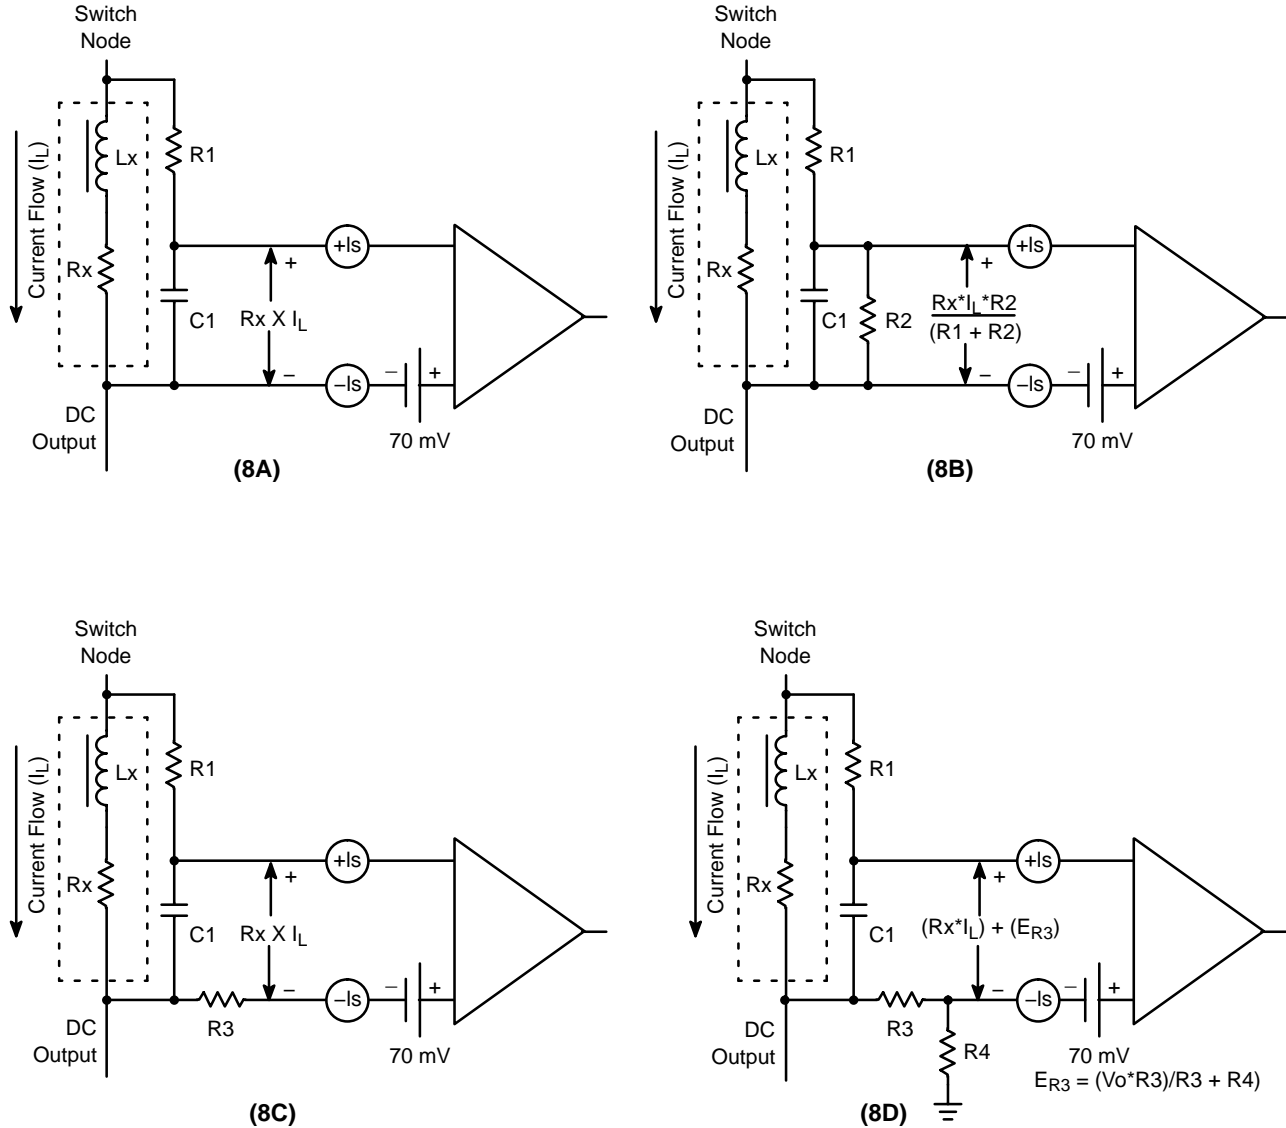 Switch
Node
Current Flow (IL)
Lx
R1
Rx
C1
+
Rx X IL
−
+Is
−Is
−
+
70 mV
DC
Output
(8A)
Switch
Node
Current Flow (IL)
Lx
R1
Rx
C1
R2
+
Rx*IL*R2
(R1 + R2)
−
+Is
−Is
−
+
70 mV
DC
Output
(8B)
Switch
Node
Current Flow (IL)
Lx
R1
Rx
C1
+
Rx X IL
−
+Is
−Is
−
+
R3
70 mV
DC
Output
(8C)
Switch
Node
Current Flow (IL)
Lx
R1
Rx
C1
+
(Rx*IL) + (ER3)
−
+Is
−Is
−
+
R3
R4
70 mV
ER3 = (Vo*R3)/R3 + R4)
DC
Output
(8D)